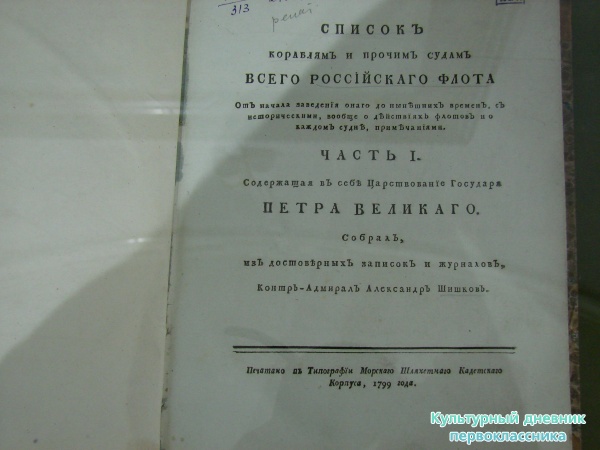 313
СПИСОКЪ
КОРАБЛЯМЪ И ПРОЧИМЪ СУДАМЪ
ВСЕГО РОССІЙСКАГО ФЛОТА
Отъ начала заведенія онаго до нынѣшнихъ временъ, съ
историческими, вообще о дѣйствіяхъ флотовъ и о
каждомъ суднѣ, примѣчаніями.
ЧАСТЬ I.
Содержащая въ себѣ Царствованіе Государя
ПЕТРА ВЕЛИКАГО.
Собралъ,
изъ достовѣрныхъ записокъ и журналовъ,
Контръ-Адмиралъ Александръ Шишковъ.
Печатано въ Типографіи Морскаго Шляхетнаго Кадетскаго
Корпуса, 1799 года.
Культурный дневник
первоклассника